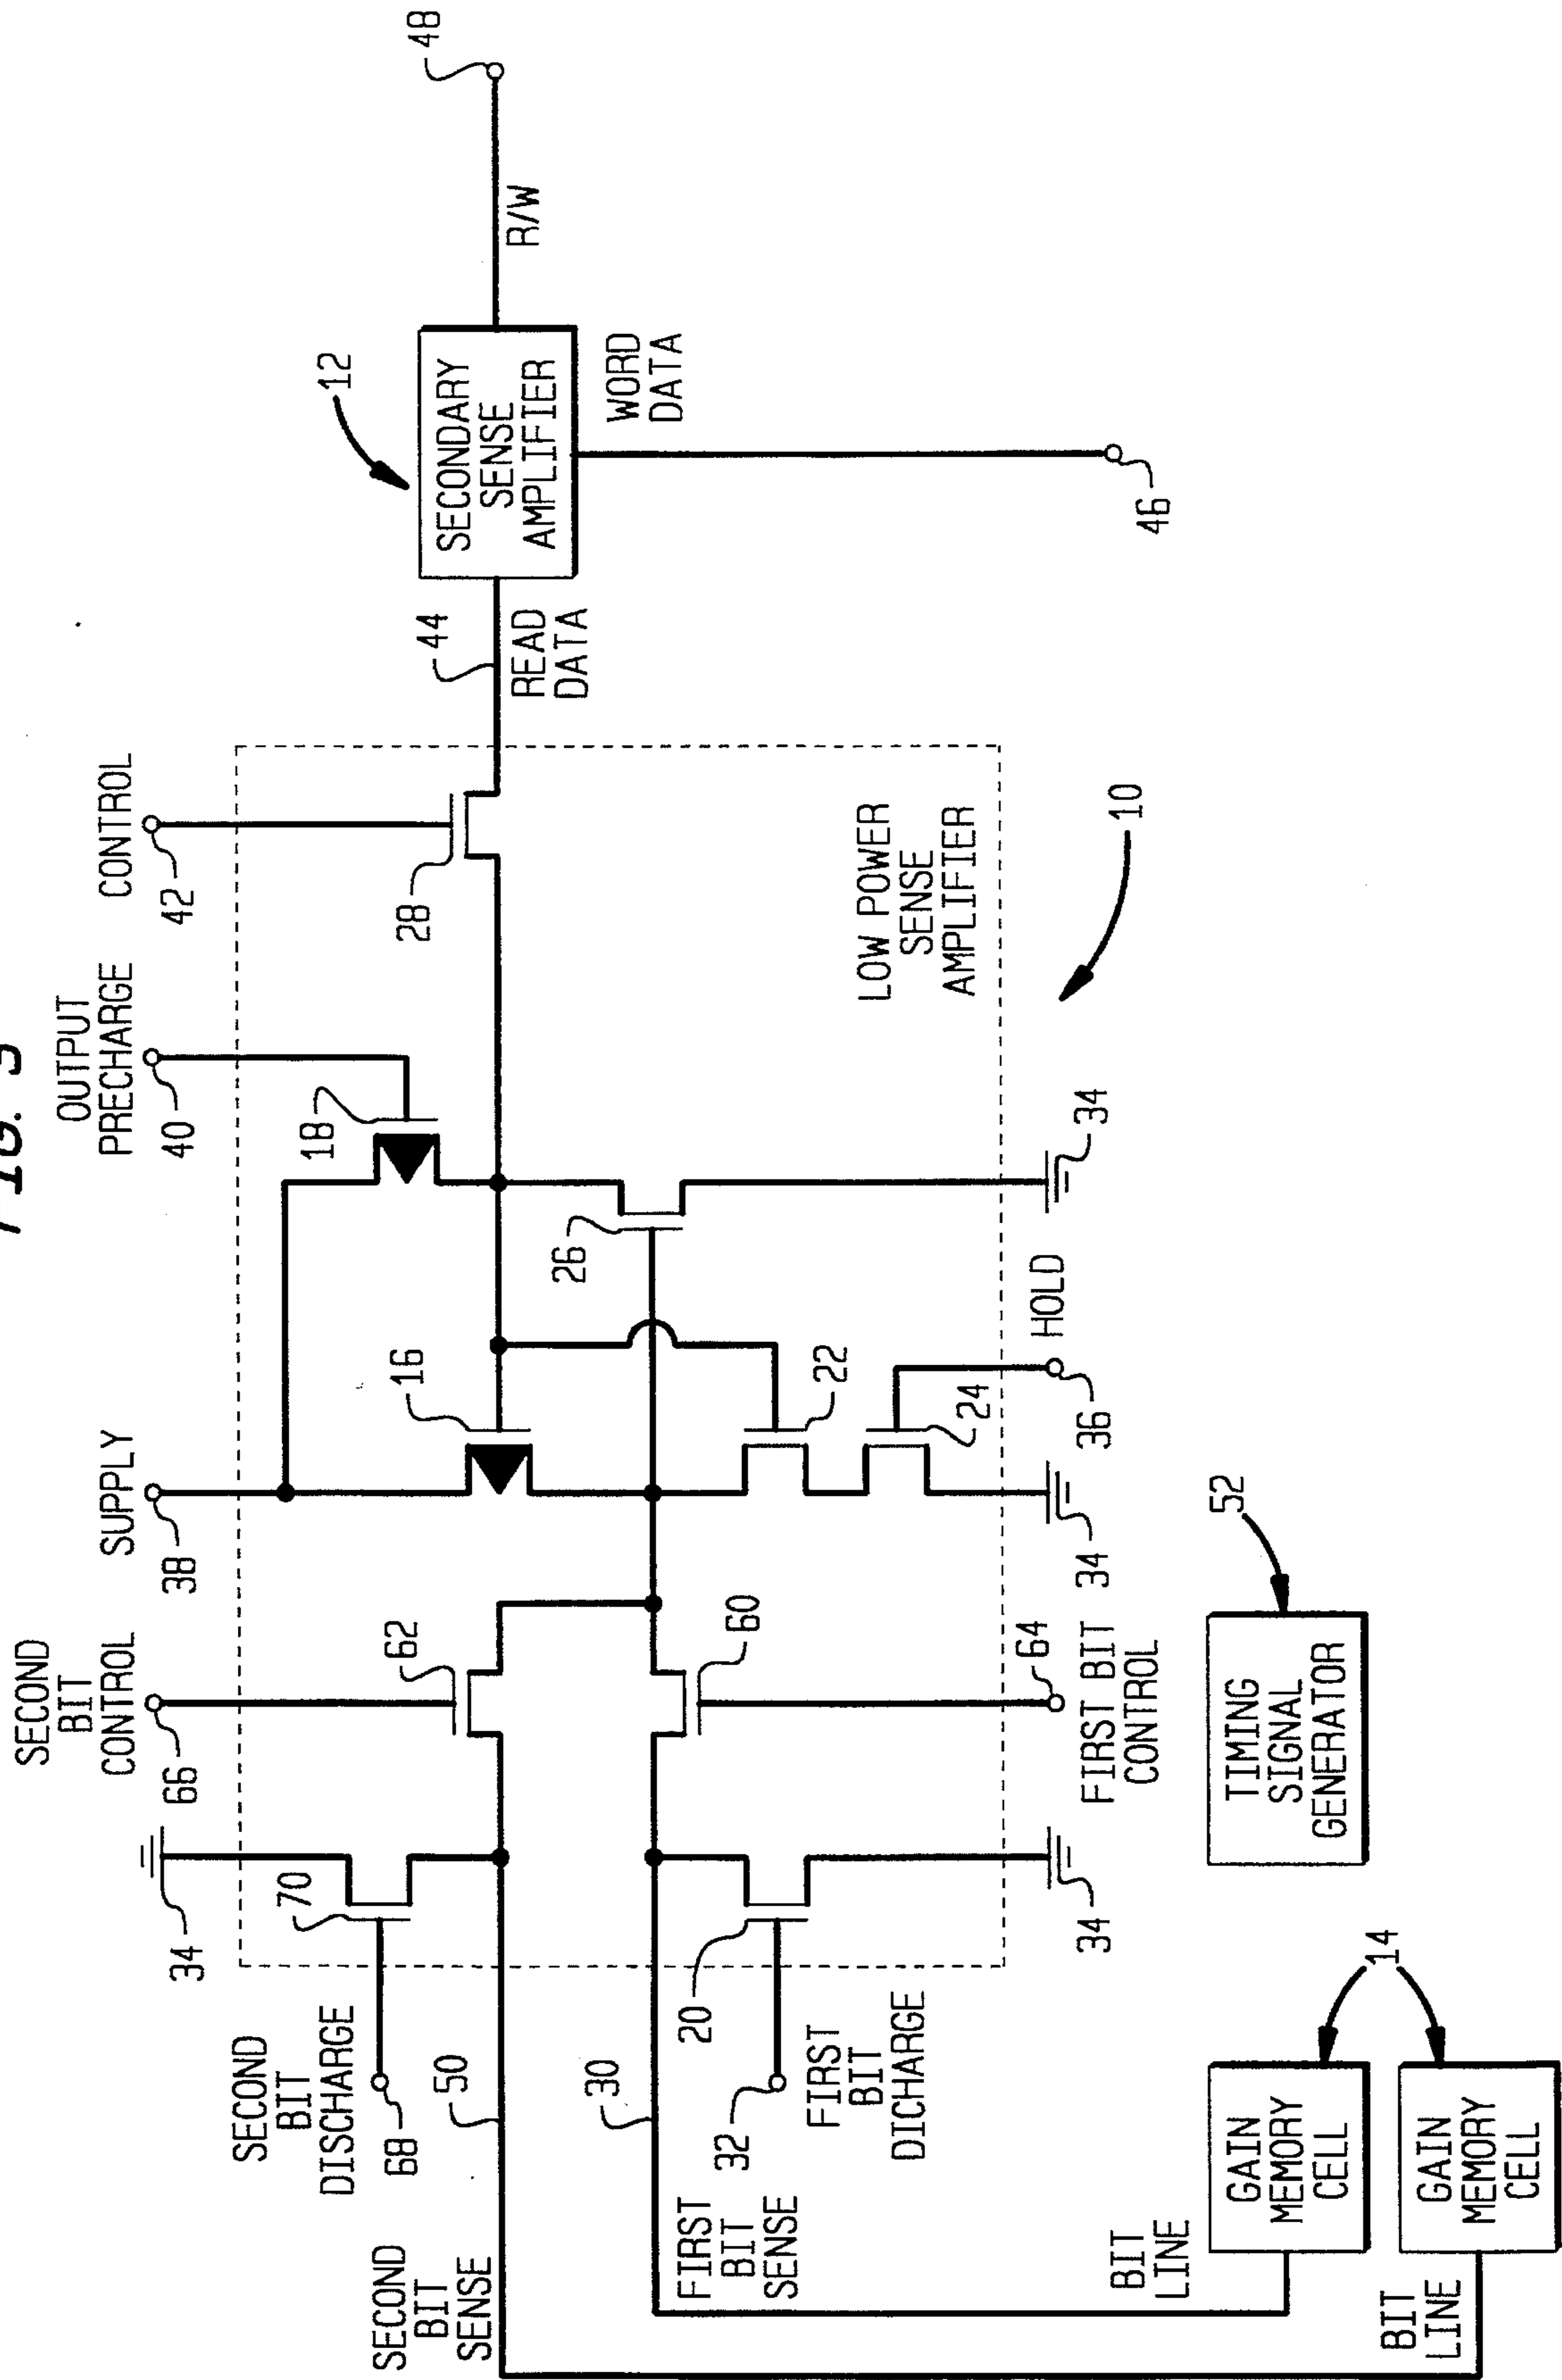 FIG. 3
SECOND
BIT
CONTROL
66
SUPPLY
38
OUTPUT
PRECHARGE
40
CONTROL
42
34
SECOND
BIT
DISCHARGE
68
70
62
16
18
28
44
READ
DATA
12
SECONDARY
SENSE
AMPLIFIER
R/W
48
WORD
DATA
46
SECOND
BIT
SENSE
50
30
FIRST
BIT
SENSE
32
FIRST
BIT
DICHARGE
20
60
26
22
24
LOW POWER
SENSE
AMPLIFIER
10
34
64
FIRST BIT
CONTROL
34
36
HOLD
34
BIT
LINE
GAIN
MEMORY
CELL
14
BIT
LINE
GAIN
MEMORY
CELL
TIMING
SIGNAL
GENERATOR
52